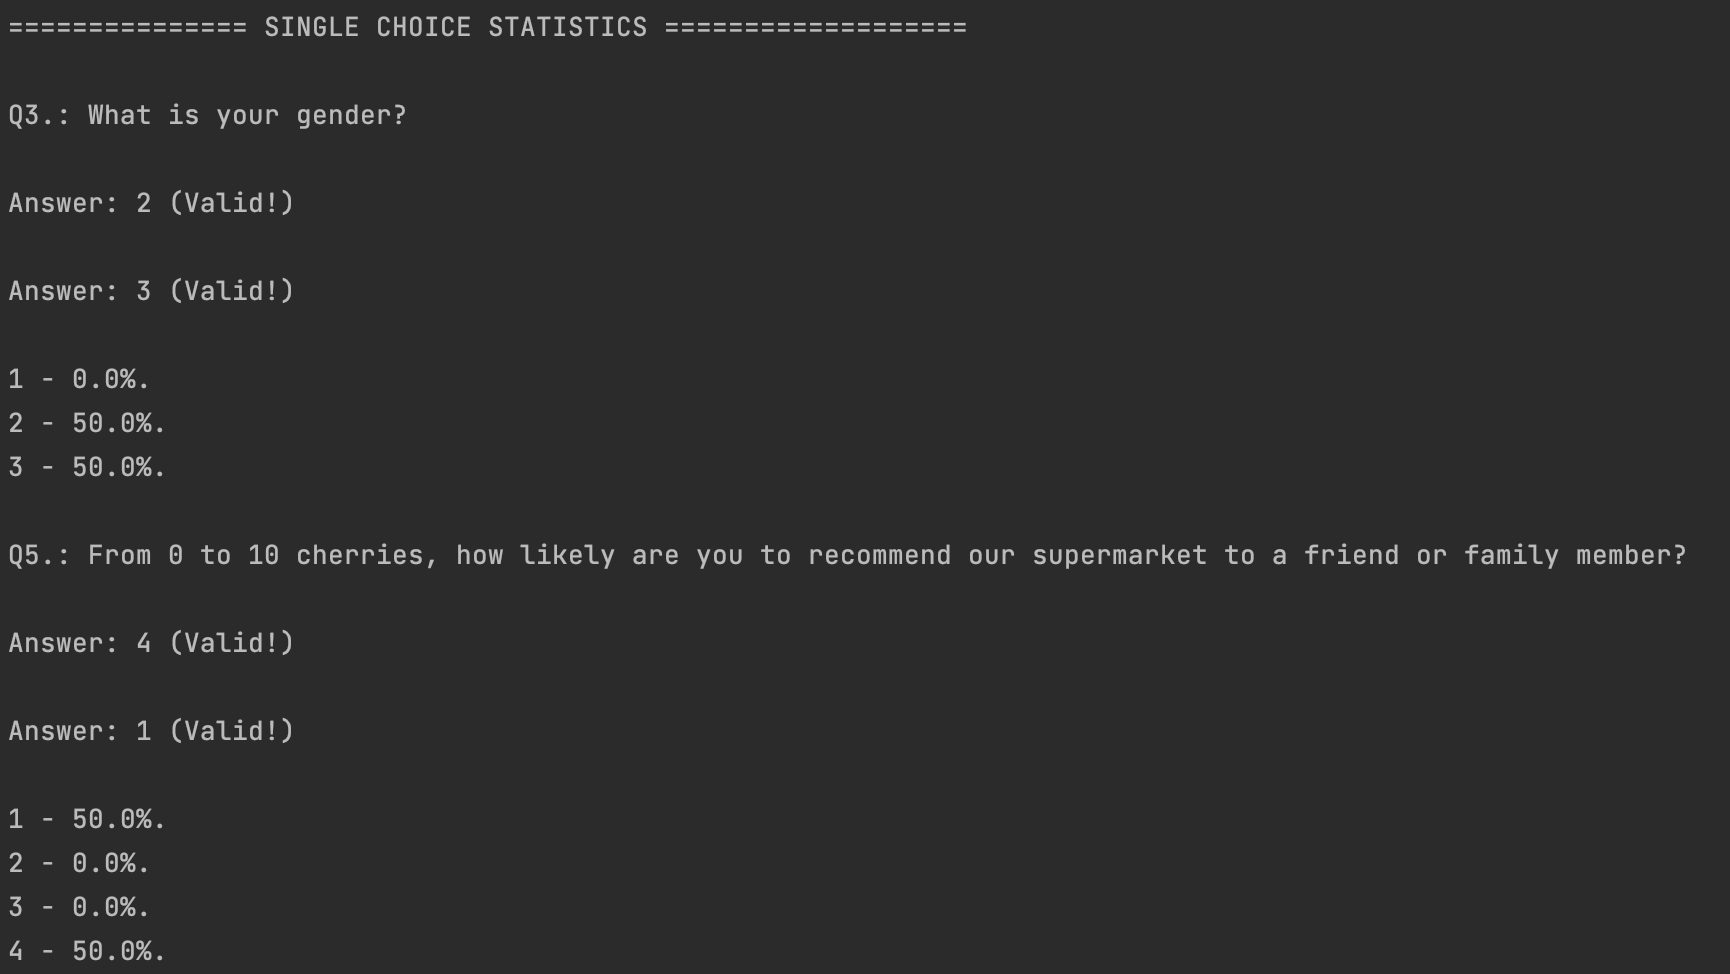 =============== SINGLE CHOICE STATISTICS ===================
Q3.: What is your gender?
Answer: 2 (Valid!)
Answer: 3 (Valid!)
1 - 0.0%.
2 - 50.0%.
3 - 50.0%.
Q5.: From 0 to 10 cherries, how likely are you to recommend our supermarket to a friend or family member?
Answer: 4 (Valid!)
Answer: 1 (Valid!)
1 - 50.0%.
2 - 0.0%.
3 - 0.0%.
4 - 50.0%.